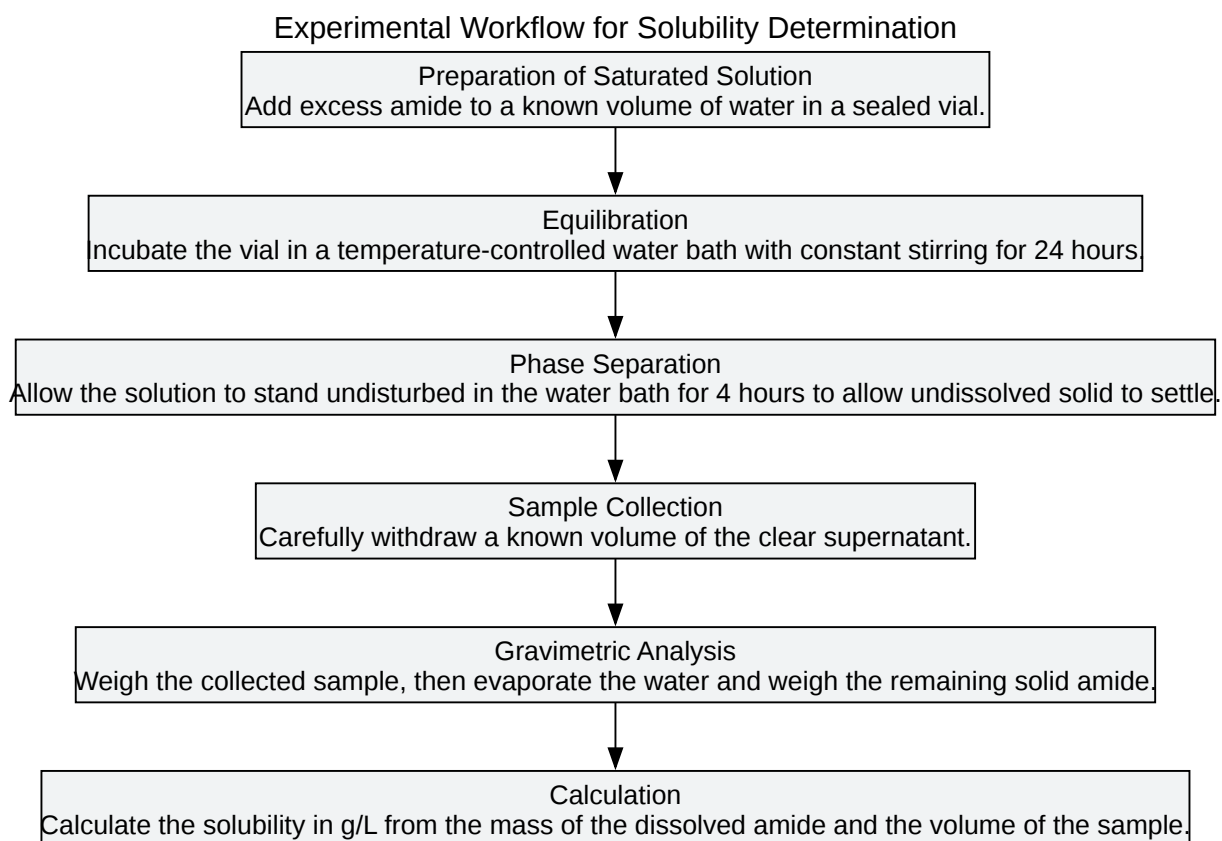 Experimental Workflow for Solubility Determination
Preparation of Saturated Solution
Add excess amide to a known volume of water in a sealed vial.
Equilibration
Incubate the vial in a temperature-controlled water bath with constant stirring for 24 hours.
Phase Separation
Allow the solution to stand undisturbed in the water bath for 4 hours to allow undissolved solid to settle.
Sample Collection
Carefully withdraw a known volume of the clear supernatant.
Gravimetric Analysis
Weigh the collected sample, then evaporate the water and weigh the remaining solid amide.
Calculation
Calculate the solubility in g/L from the mass of the dissolved amide and the volume of the sample.